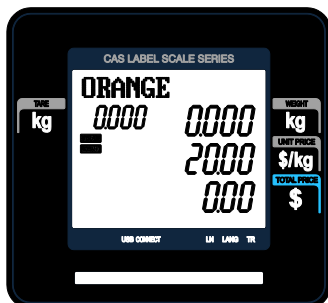 CAS LABEL SCALE SERIES
ORANGE
TARE
kg
0.000
0.000
WEIGHT
kg
20.00
UNIT PRICE
$/kg
0.00
TOTAL PRICE
$
USB CONNECT LN LANG TR